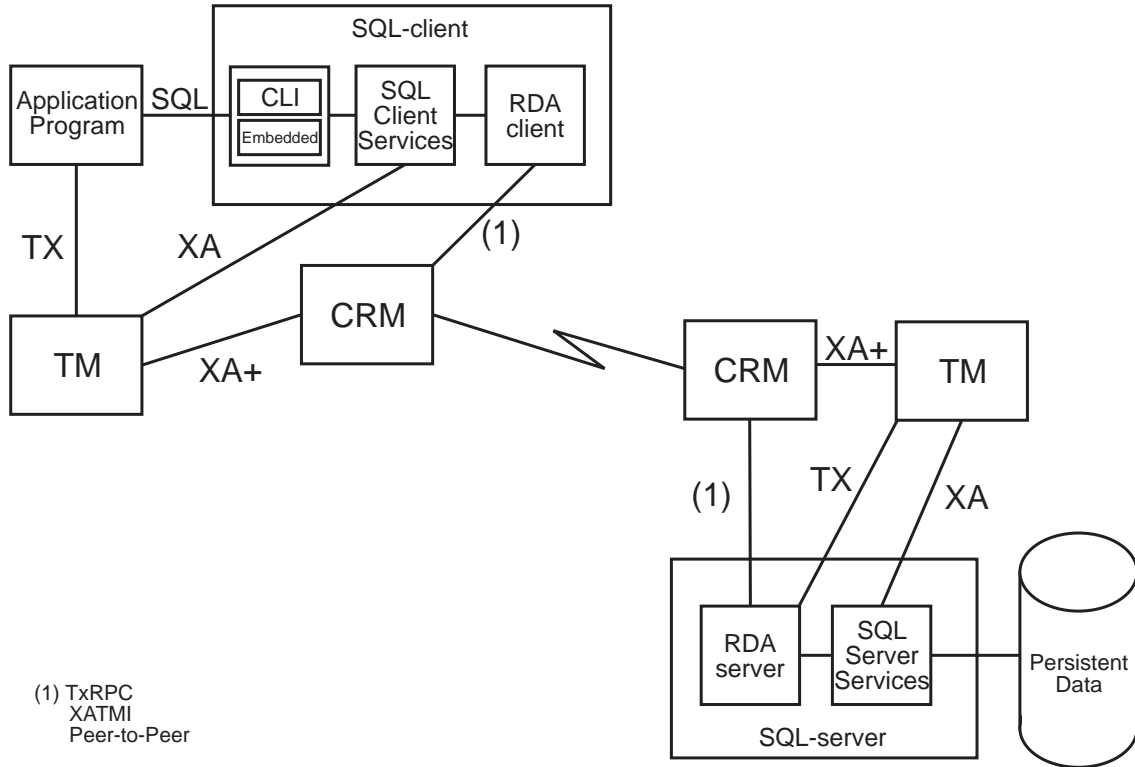 SQL-client
Application
Program
SQL
CLI
Embedded
SQL
Client
Services
RDA
client
TX
XA
(1)
TM
XA+
CRM
CRM
XA+
TM
(1)
TX
XA
RDA
server
SQL
Server
Services
SQL-server
Persistent
Data
(1) TxRPC
XATMI
Peer-to-Peer